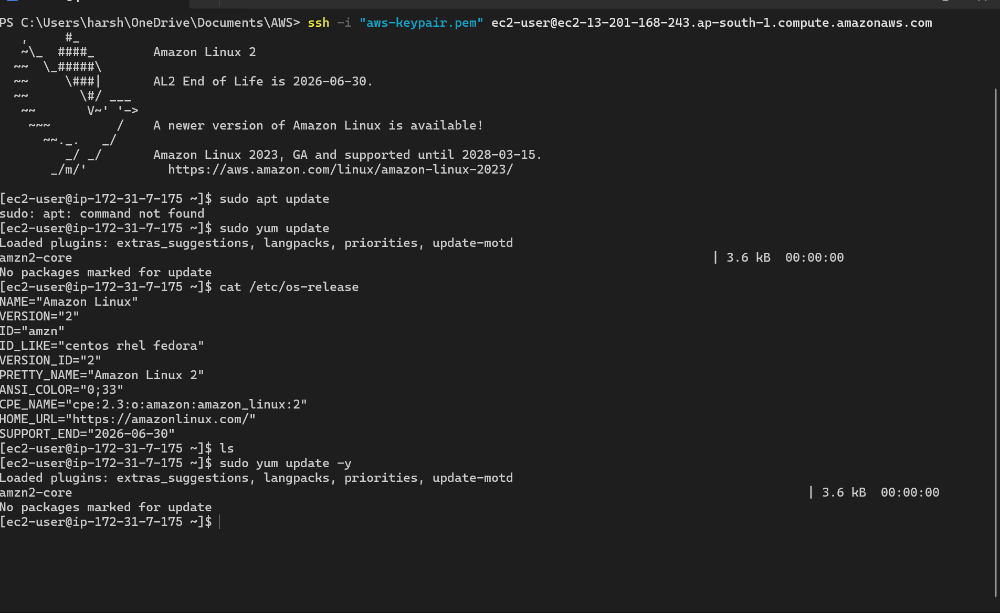 PS C:\Users\harsh\OneDrive\Documents\AWS> ssh -i "aws-keypair.pem" ec2-user@ec2-13-201-168-243.ap-south-1.compute.amazonaws.com
   ,     #_
   ~\_  ####_        Amazon Linux 2
  ~~  \_#####\
  ~~     \###|       AL2 End of Life is 2026-06-30.
  ~~       \#/ ___
   ~~       V~' '->
    ~~~         /    A newer version of Amazon Linux is available!
      ~~._.   _/
         _/ _/       Amazon Linux 2023, GA and supported until 2028-03-15.
       _/m/'           https://aws.amazon.com/linux/amazon-linux-2023/
[ec2-user@ip-172-31-7-175 ~]$ sudo apt update
sudo: apt: command not found
[ec2-user@ip-172-31-7-175 ~]$ sudo yum update
Loaded plugins: extras_suggestions, langpacks, priorities, update-motd
amzn2-core | 3.6 kB  00:00:00
No packages marked for update
[ec2-user@ip-172-31-7-175 ~]$ cat /etc/os-release
NAME="Amazon Linux"
VERSION="2"
ID="amzn"
ID_LIKE="centos rhel fedora"
VERSION_ID="2"
PRETTY_NAME="Amazon Linux 2"
ANSI_COLOR="0;33"
CPE_NAME="cpe:2.3:o:amazon:amazon_linux:2"
HOME_URL="https://amazonlinux.com/"
SUPPORT_END="2026-06-30"
[ec2-user@ip-172-31-7-175 ~]$ ls
[ec2-user@ip-172-31-7-175 ~]$ sudo yum update -y
Loaded plugins: extras_suggestions, langpacks, priorities, update-motd
amzn2-core | 3.6 kB  00:00:00
No packages marked for update
[ec2-user@ip-172-31-7-175 ~]$